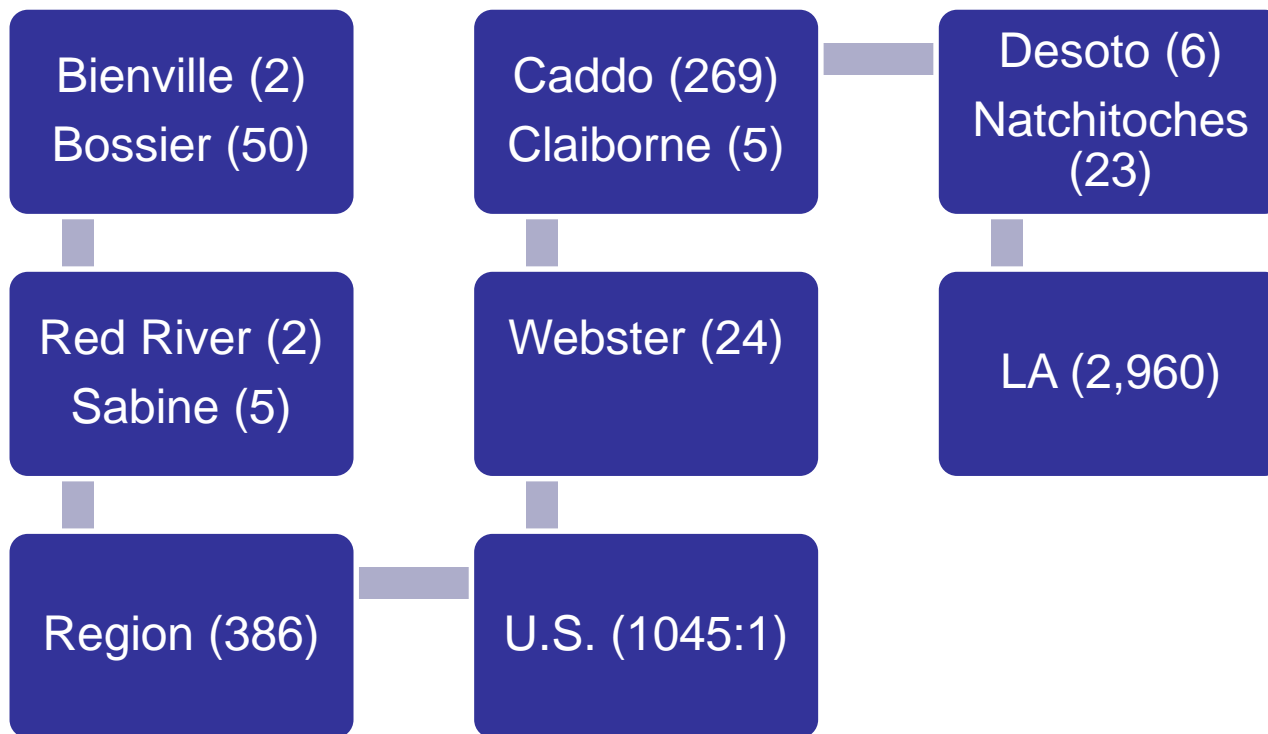 Bienville (2)
Bossier (50)
Red River (2)
Sabine (5)
Region (386)
U.S. (1045:1)
Webster (24)
Caddo (269)
Claiborne (5)
Desoto (6)
Natchitoches
(23)
LA (2,960)